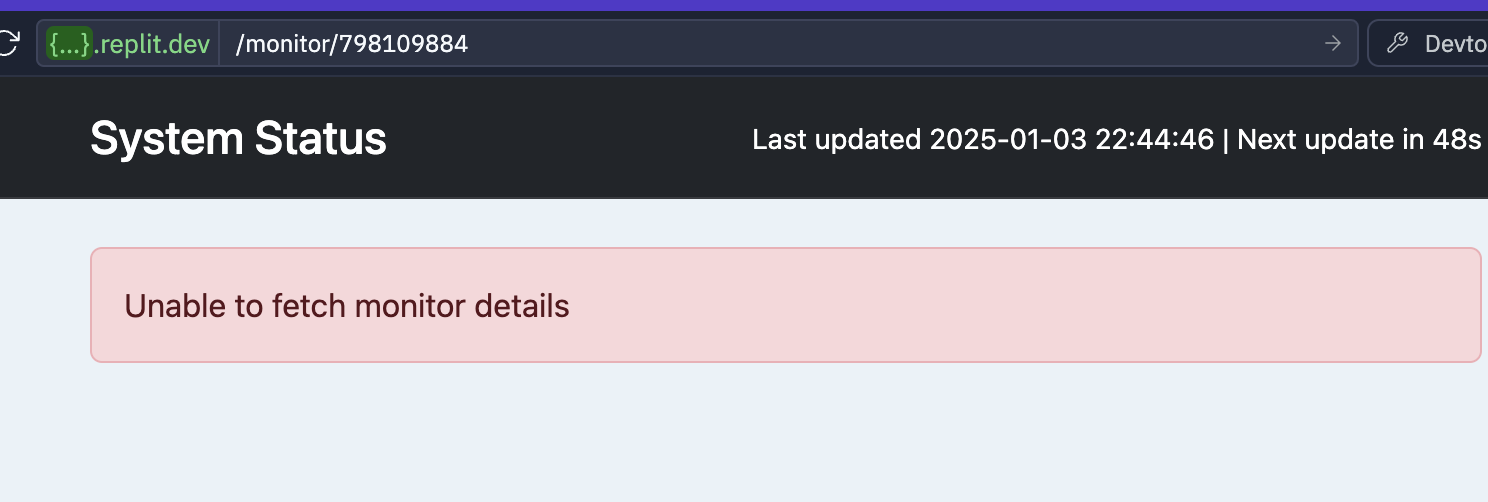 {...}.replit.dev /monitor/798109884 → Devto
System Status
Last updated 2025-01-03 22:44:46 | Next update in 48s
Unable to fetch monitor details